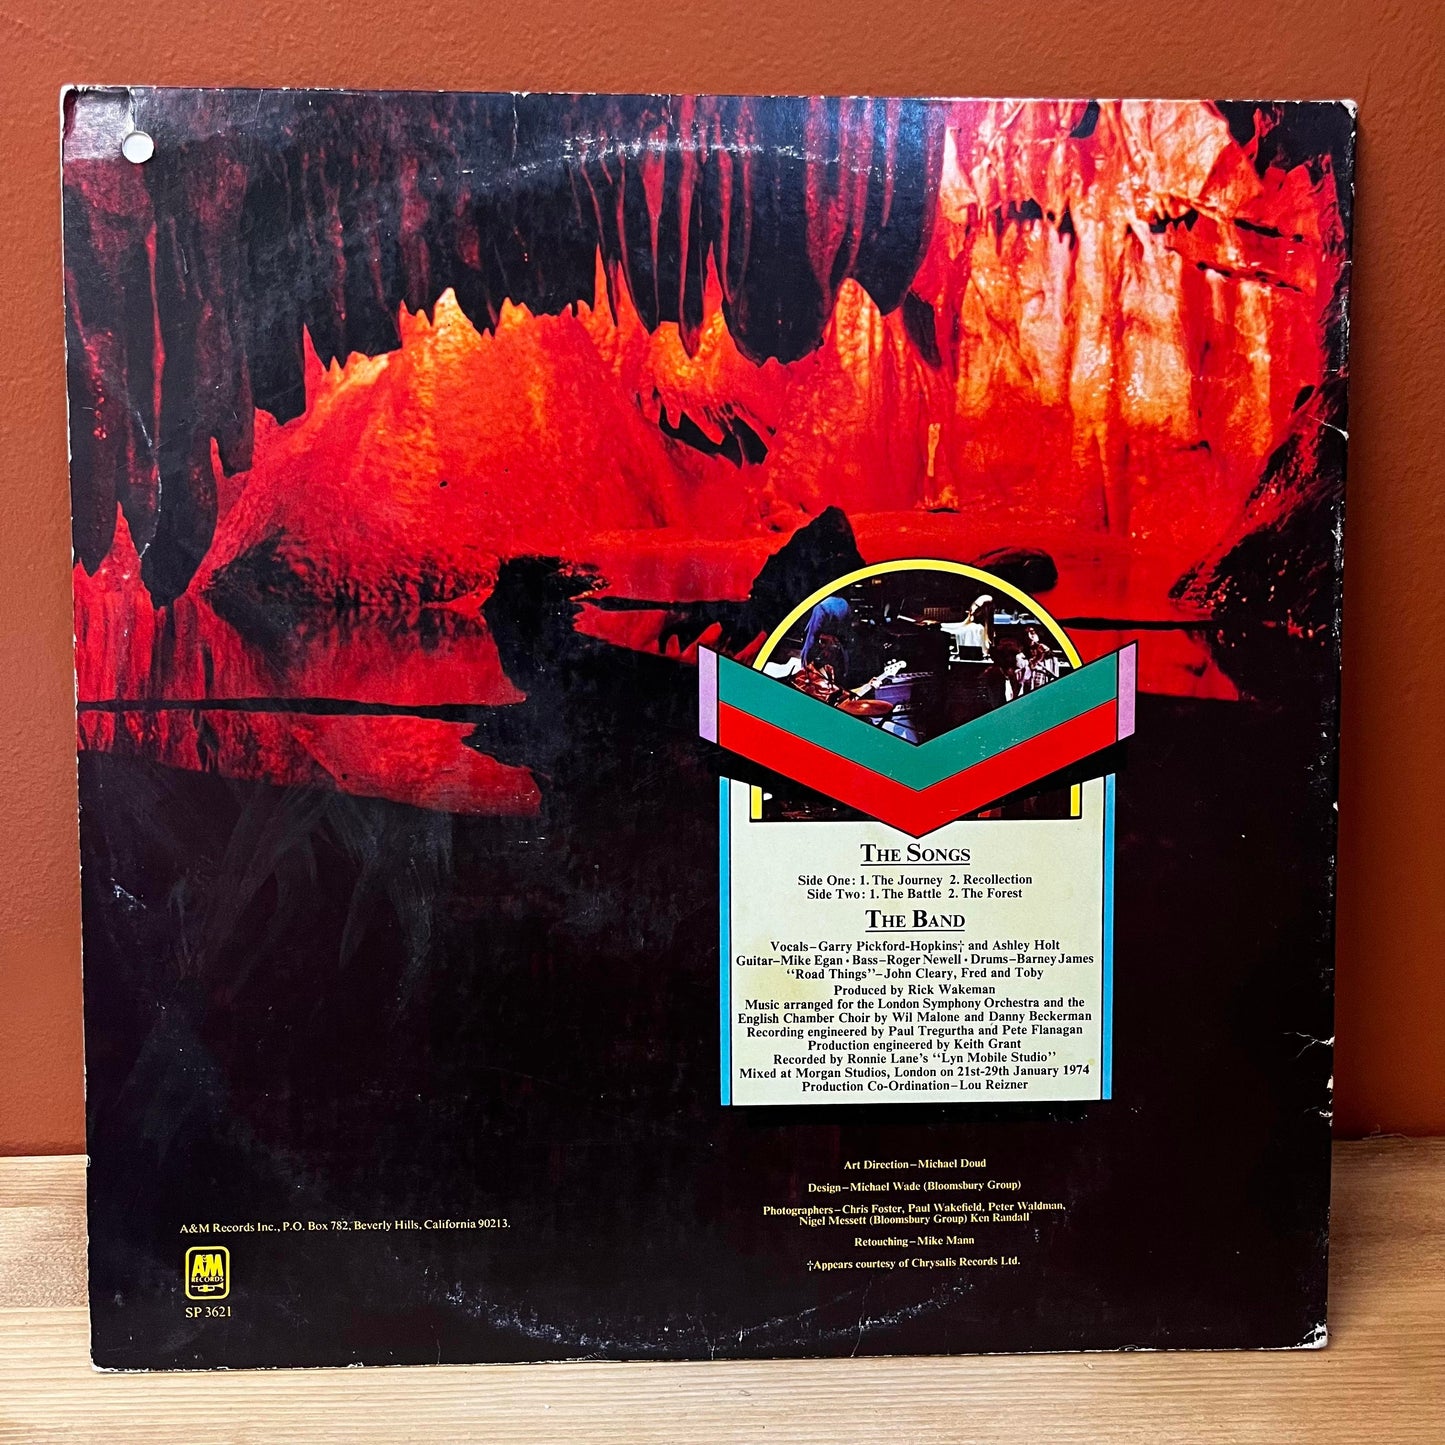 THE SONGS
Side One: 1. The Journey 2. Recollection
Side Two: 1. The Battle 2. The Forest
THE BAND
Vocals–Garry Pickford-Hopkins† and Ashley Holt
Guitar–Mike Egan • Bass–Roger Newell • Drums–Barney James
“Road Things”–John Cleary, Fred and Toby
Produced by Rick Wakeman
Music arranged for the London Symphony Orchestra and the
English Chamber Choir by Wil Malone and Danny Beckerman
Recording engineered by Paul Tregurtha and Pete Flanagan
Production engineered by Keith Grant
Recorded by Ronnie Lane's “Lyn Mobile Studio”
Mixed at Morgan Studios, London on 21st-29th January 1974
Production Co-Ordination–Lou Reizner
Art Direction–Michael Doud
Design–Michael Wade (Bloomsbury Group)
Photographers–Chris Foster, Paul Wakefield, Peter Waldman,
Nigel Messett (Bloomsbury Group) Ken Randall
Retouching–Mike Mann
†Appears courtesy of Chrysalis Records Ltd.
A&M Records Inc., P.O. Box 782, Beverly Hills, California 90213.
A&M
RECORDS
SP 3621